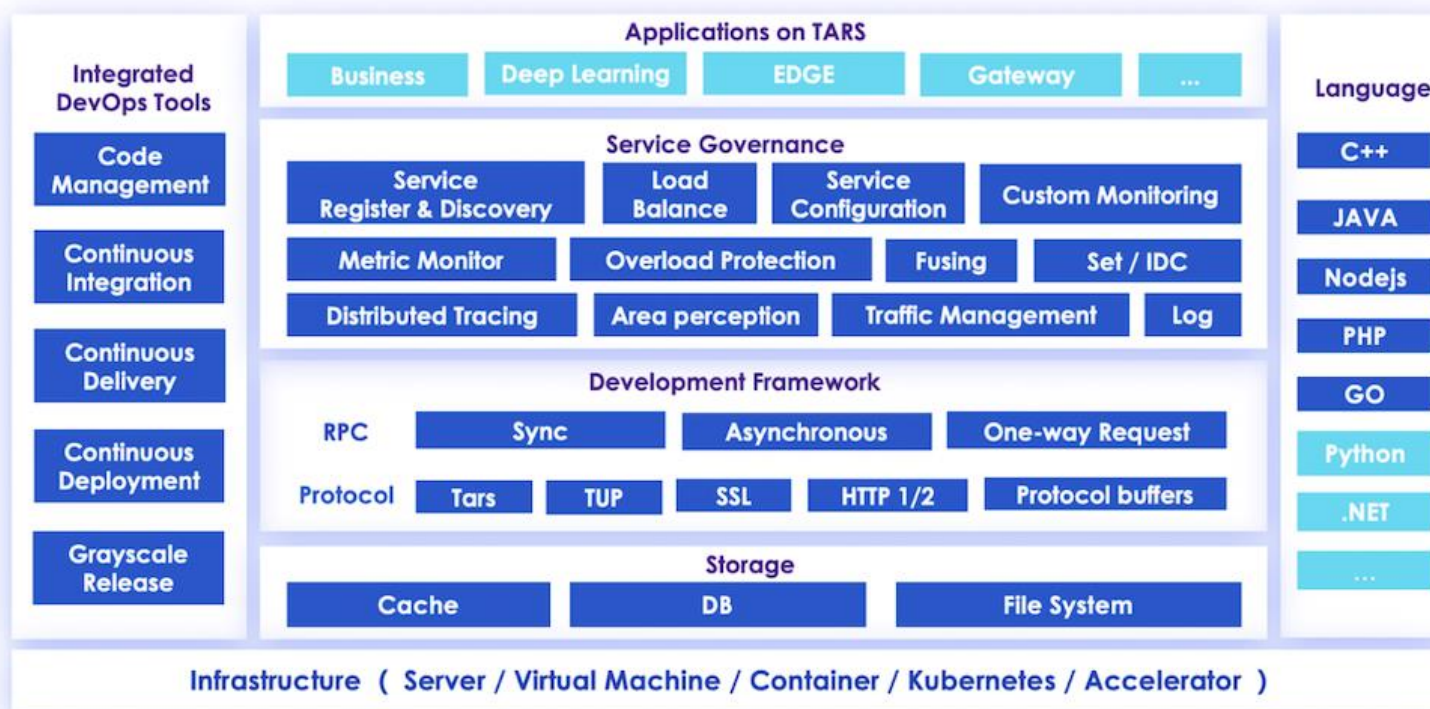 Integrated
DevOps Tools
Code
Management
Continuous
Integration
Continuous
Delivery
Continuous
Deployment
Grayscale
Release
Applications on TARS
Business
Deep Learning
EDGE
Gateway
...
Service Governance
Service
Register & Discovery
Load
Balance
Service
Configuration
Custom Monitoring
Metric Monitor
Overload Protection
Fusing
Set / IDC
Distributed Tracing
Area perception
Traffic Management
Log
Development Framework
RPC
Sync
Asynchronous
One-way Request
Protocol
Tars
TUP
SSL
HTTP 1/2
Protocol buffers
Storage
Cache
DB
File System
Language
C++
JAVA
Nodejs
PHP
GO
Python
.NET
...
Infrastructure ( Server / Virtual Machine / Container / Kubernetes / Accelerator )